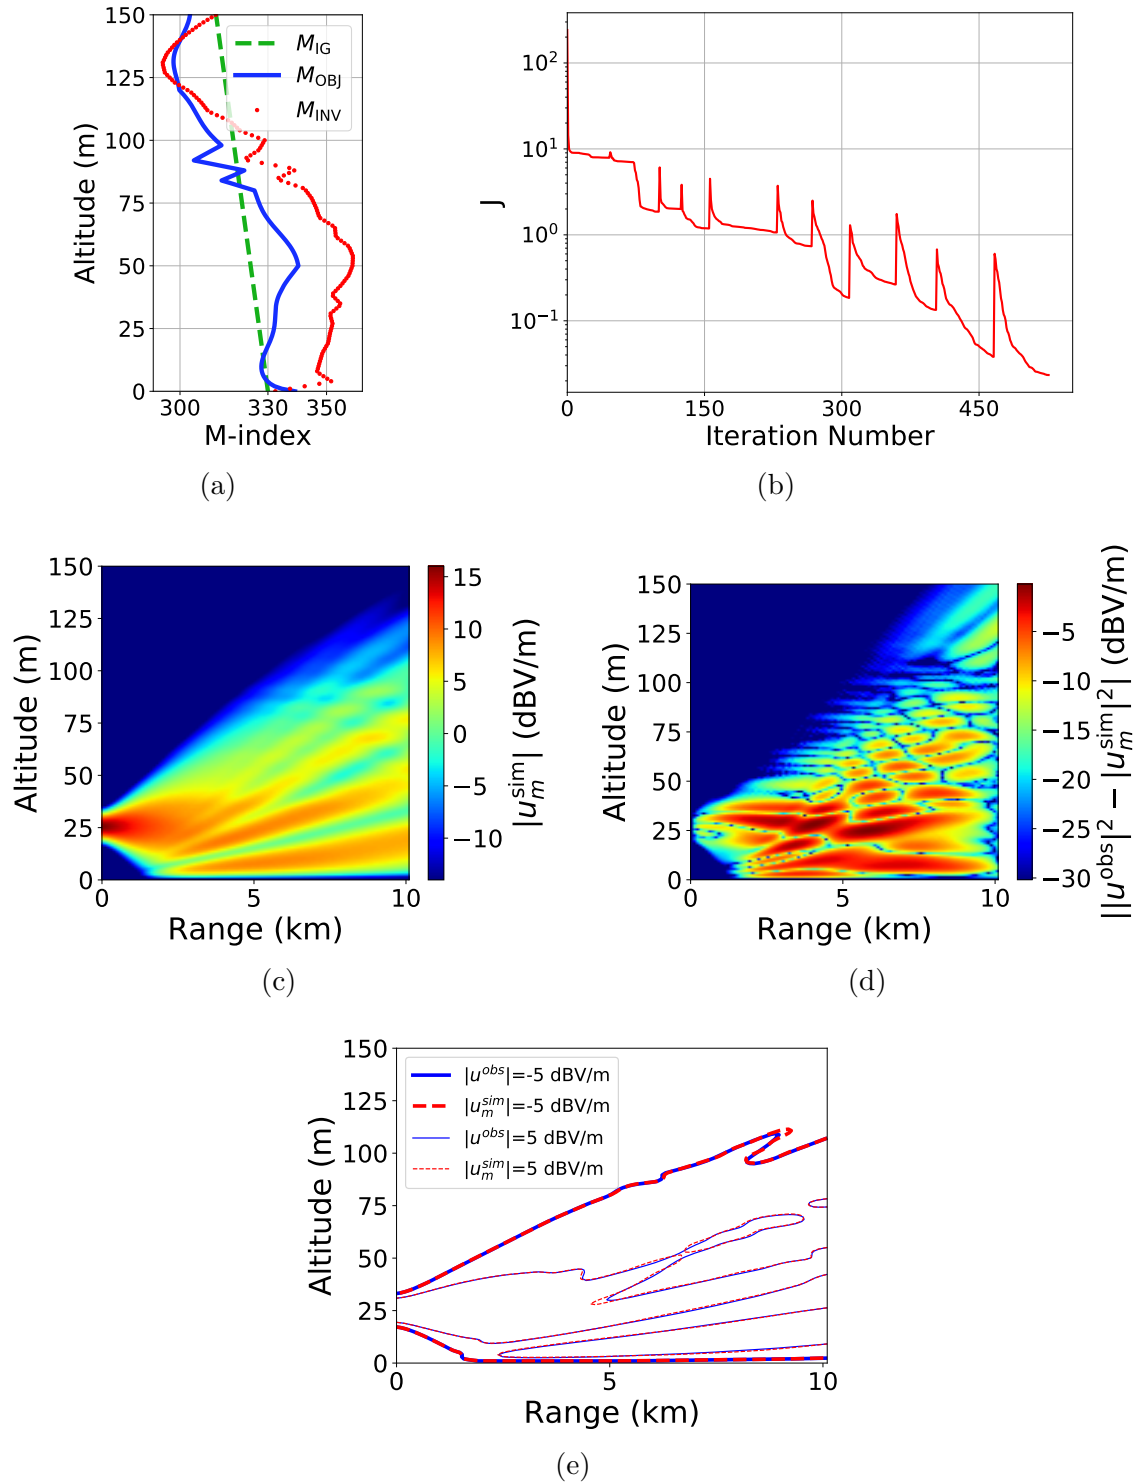 150
125
100
75
50
25
0
Altitude (m)
300 330 350
M-index
M_IG
M_OBJ
M_INV
(a)
10^2
10^1
10^0
10^−1
J
0 150 300 450
Iteration Number
(b)
150
125
100
75
50
25
0
Altitude (m)
0 5 10
Range (km)
15
10
5
0
−5
−10
|u_m^sim| (dBV/m)
(c)
150
125
100
75
50
25
0
Altitude (m)
0 5 10
Range (km)
−5
−10
−15
−20
−25
−30
||u^obs|^2 − |u_m^sim|^2| (dBV/m)
(d)
150
125
100
75
50
25
0
Altitude (m)
|u^obs|=-5 dBV/m
|u_m^sim|=-5 dBV/m
|u^obs|=5 dBV/m
|u_m^sim|=5 dBV/m
0 5 10
Range (km)
(e)